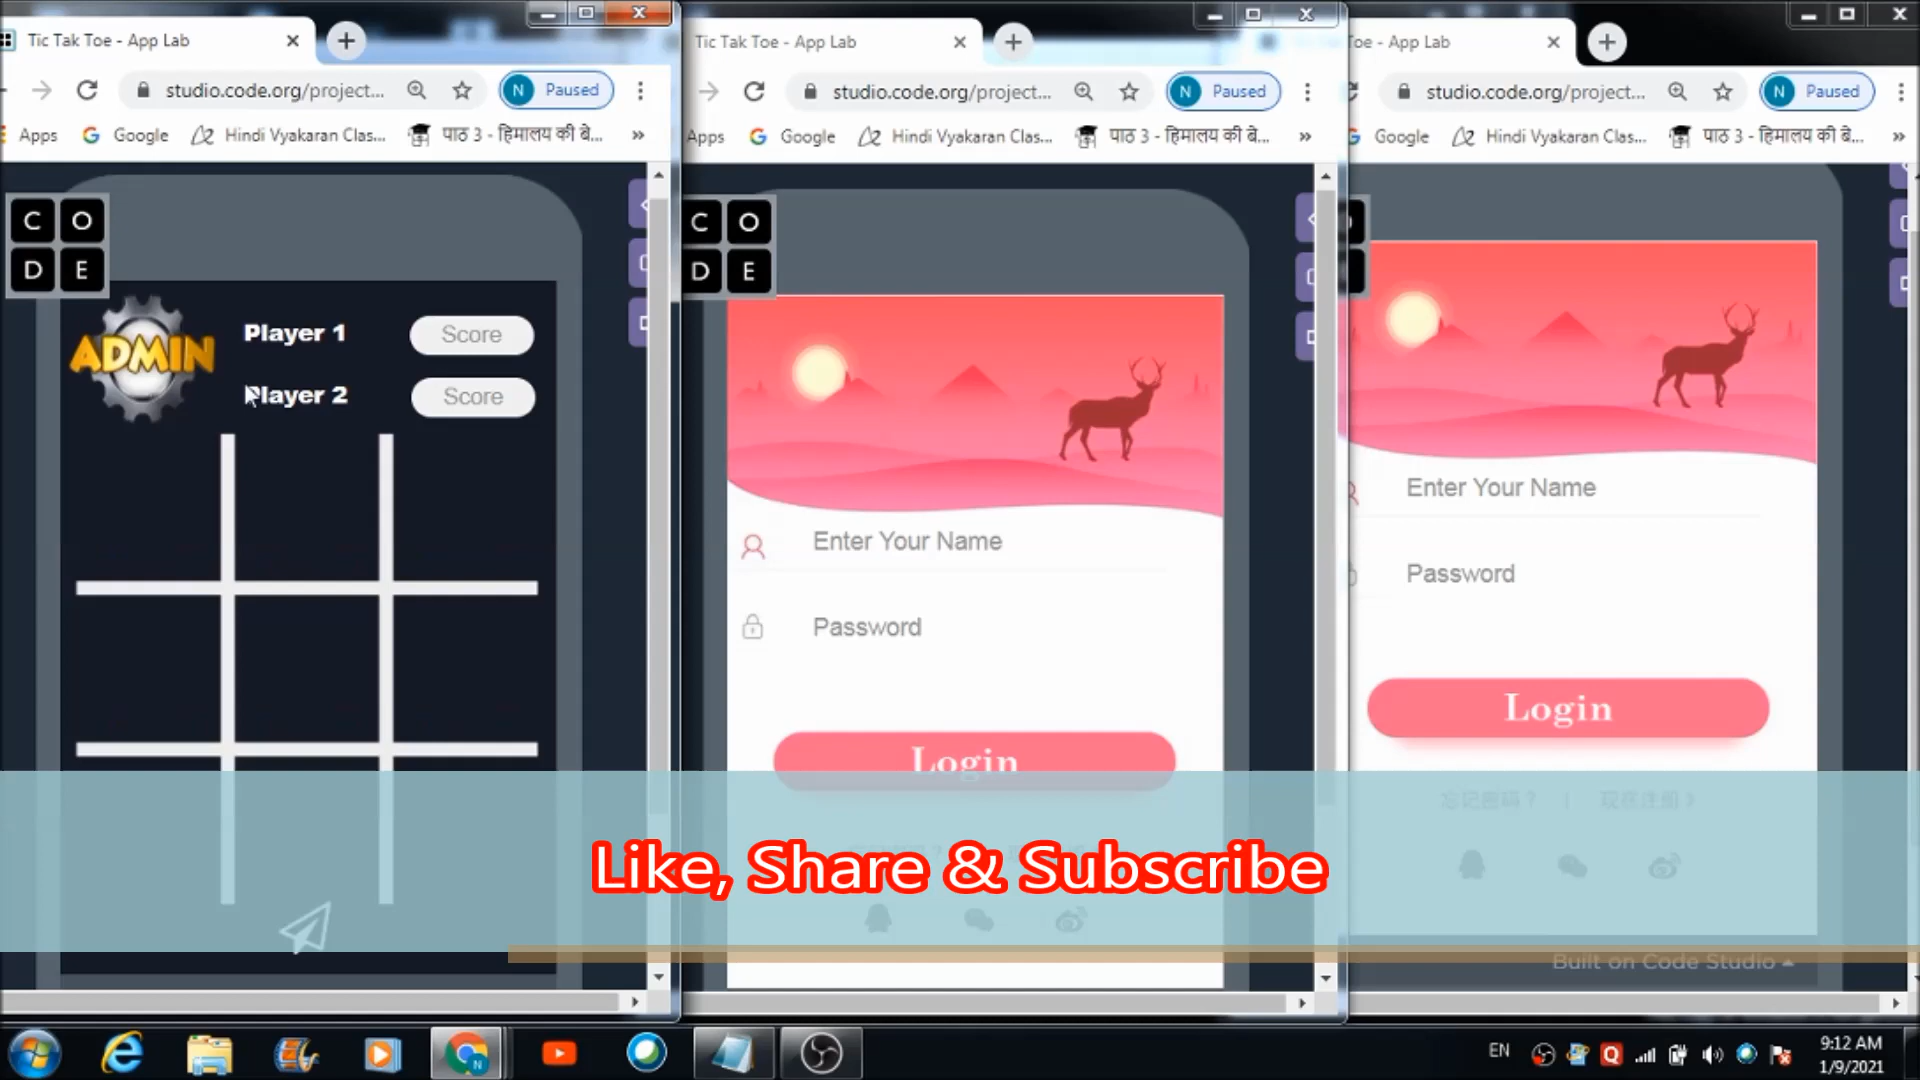 Tic Tak Toe - App Lab
Tic Tak Toe - App Lab
Toe - App Lab
studio.code.org/project...
N Paused
studio.code.org/project...
N Paused
studio.code.org/project...
N Paused
Apps
Google
Hindi Vyakaran Clas...
पाठ 3 - हिमालय की बे...
»
Apps
Google
Hindi Vyakaran Clas...
पाठ 3 - हिमालय की बे...
»
Google
Hindi Vyakaran Clas...
पाठ 3 - हिमालय की बे...
»
C O
D E
ADMIN
Player 1
Score
Player 2
Score
C O
D E
Enter Your Name
Password
Login
Enter Your Name
Password
Login
Like, Share & Subscribe
Built on Code Studio
N
EN
9:12 AM
1/9/2021